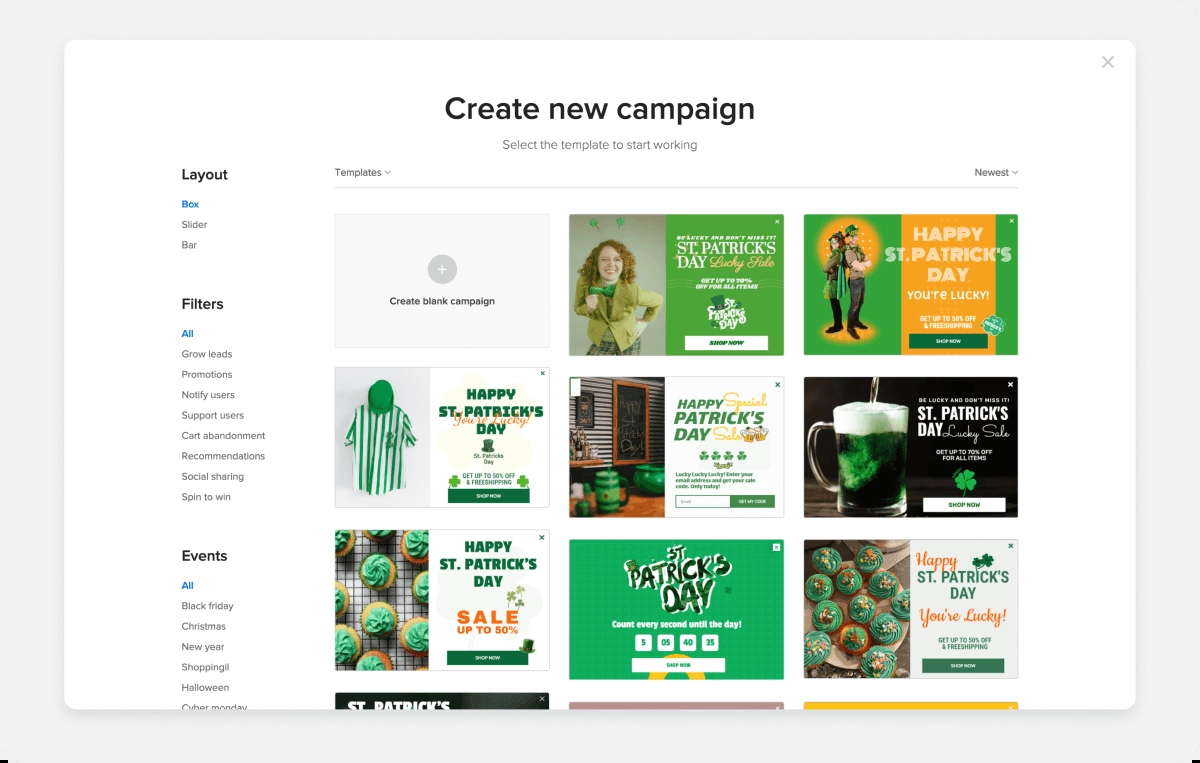 Create new campaign
Select the template to start working
Layout
Box
Slider
Bar
Filters
All
Grow leads
Promotions
Notify users
Support users
Cart abandonment
Recommendations
Social sharing
Spin to win
Events
All
Black friday
Christmas
New year
Shoppingil
Halloween
Cyber monday
Templates
Newest
Create blank campaign
BE LUCKY AND DON'T MISS IT!
ST. PATRICK'S
DAY Lucky Sale
GET UP TO 70%
OFF FOR ALL ITEMS
ST.
PATRICK'S
DAY
SHOP NOW
HAPPY
ST.PATRICK'S
DAY
YOU'RE LUCKY!
GET UP TO 50% OFF
& FREESHIPPING
SHOP NOW
HAPPY
ST. PATRICK'S
You're Lucky!
DAY
St. Patricks
Day
GET UP TO 50% OFF
& FREESHIPPING
SHOP NOW
HAPPY Special
PATRICK'S
DAY Sale
Lucky Lucky Lucky! Enter your
email address and get your sale
code. Only today!
Email
GET MY CODE
BE LUCKY AND DON'T MISS IT!
ST. PATRICK'S
DAY Lucky Sale
GET UP TO 70% OFF
FOR ALL ITEMS
SHOP NOW
HAPPY
ST. PATRICK'S
DAY
SALE
UP TO 50%
SHOP NOW
ST
PATRICK'S
DAY
Count every second until the day!
5 05 40 35
SHOP NOW
Happy
ST. PATRICK'S
DAY
You're Lucky!
GET UP TO 50% OFF
& FREESHIPPING
SHOP NOW
ST. PATRICK'S